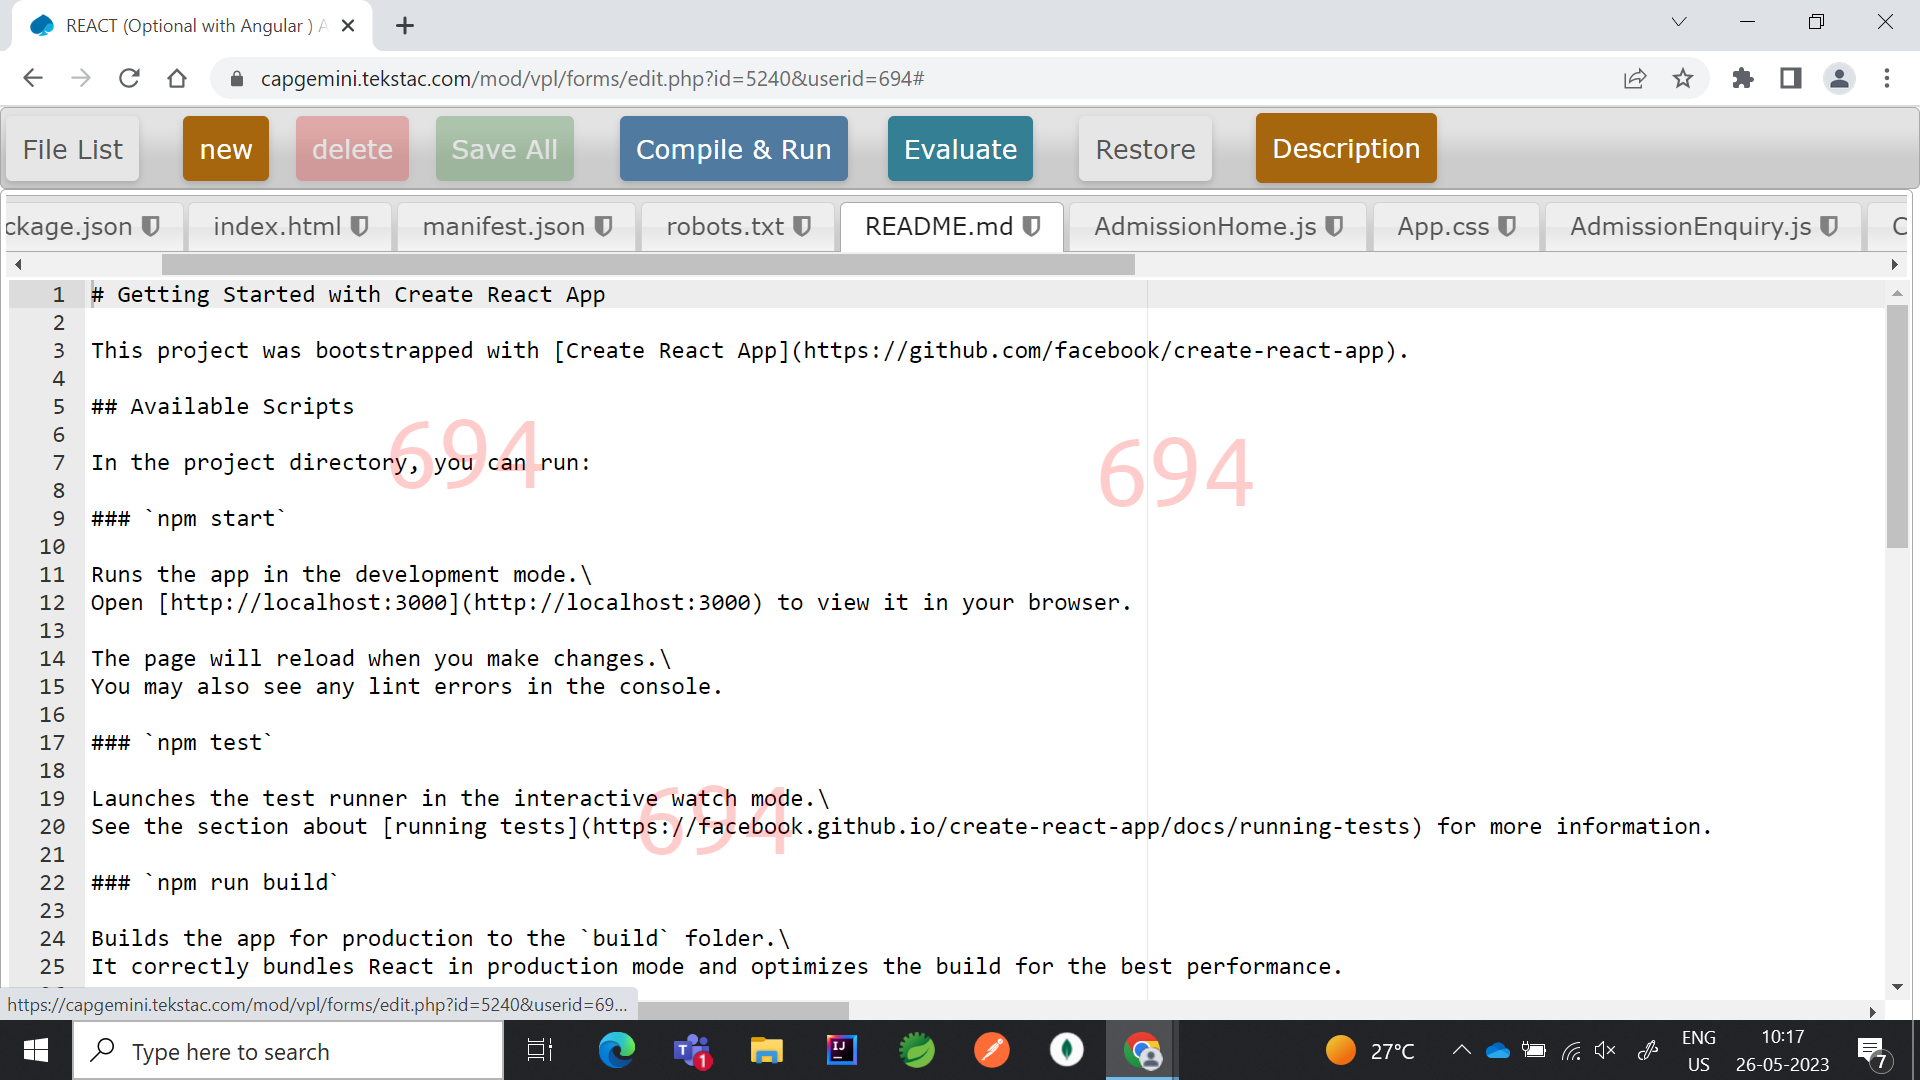 REACT (Optional with Angular ) A
capgemini.tekstac.com/mod/vpl/forms/edit.php?id=5240&userid=694#
File List new delete Save All Compile & Run Evaluate Restore Description
ckage.json index.html manifest.json robots.txt README.md AdmissionHome.js App.css AdmissionEnquiry.js C
1 # Getting Started with Create React App
2
3 This project was bootstrapped with [Create React App](https://github.com/facebook/create-react-app).
4
5 ## Available Scripts
6
7 In the project directory, you can run:
8
9 ### `npm start`
10
11 Runs the app in the development mode.\
12 Open [http://localhost:3000](http://localhost:3000) to view it in your browser.
13
14 The page will reload when you make changes.\
15 You may also see any lint errors in the console.
16
17 ### `npm test`
18
19 Launches the test runner in the interactive watch mode.\
20 See the section about [running tests](https://facebook.github.io/create-react-app/docs/running-tests) for more information.
21
22 ### `npm run build`
23
24 Builds the app for production to the `build` folder.\
25 It correctly bundles React in production mode and optimizes the build for the best performance.
694
694
694
https://capgemini.tekstac.com/mod/vpl/forms/edit.php?id=5240&userid=69...
Type here to search
T 1
IJ
27°C
ENG
US
10:17
26-05-2023
7